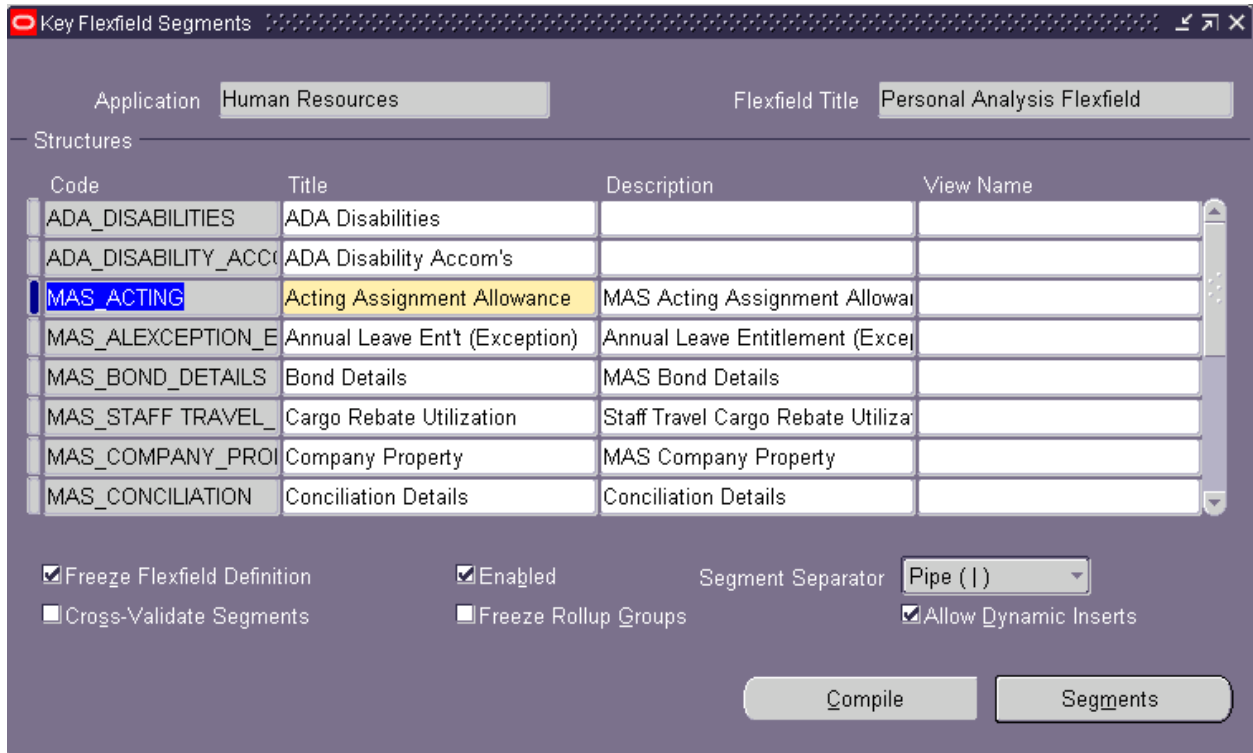 Key Flexfield Segments
Application Human Resources Flexfield Title Personal Analysis Flexfield
Structures
Code Title Description View Name
ADA_DISABILITIES ADA Disabilities
ADA_DISABILITY_ACC ADA Disability Accom's
MAS_ACTING Acting Assignment Allowance MAS Acting Assignment Allowa
MAS_ALEXCEPTION_E Annual Leave Ent't (Exception) Annual Leave Entitlement (Exce
MAS_BOND_DETAILS Bond Details MAS Bond Details
MAS_STAFF TRAVEL_ Cargo Rebate Utilization Staff Travel Cargo Rebate Utiliza
MAS_COMPANY_PRO Company Property MAS Company Property
MAS_CONCILIATION Conciliation Details Conciliation Details
Freeze Flexfield Definition Enabled Segment Separator Pipe ( | )
Cross-Validate Segments Freeze Rollup Groups Allow Dynamic Inserts
Compile Segments